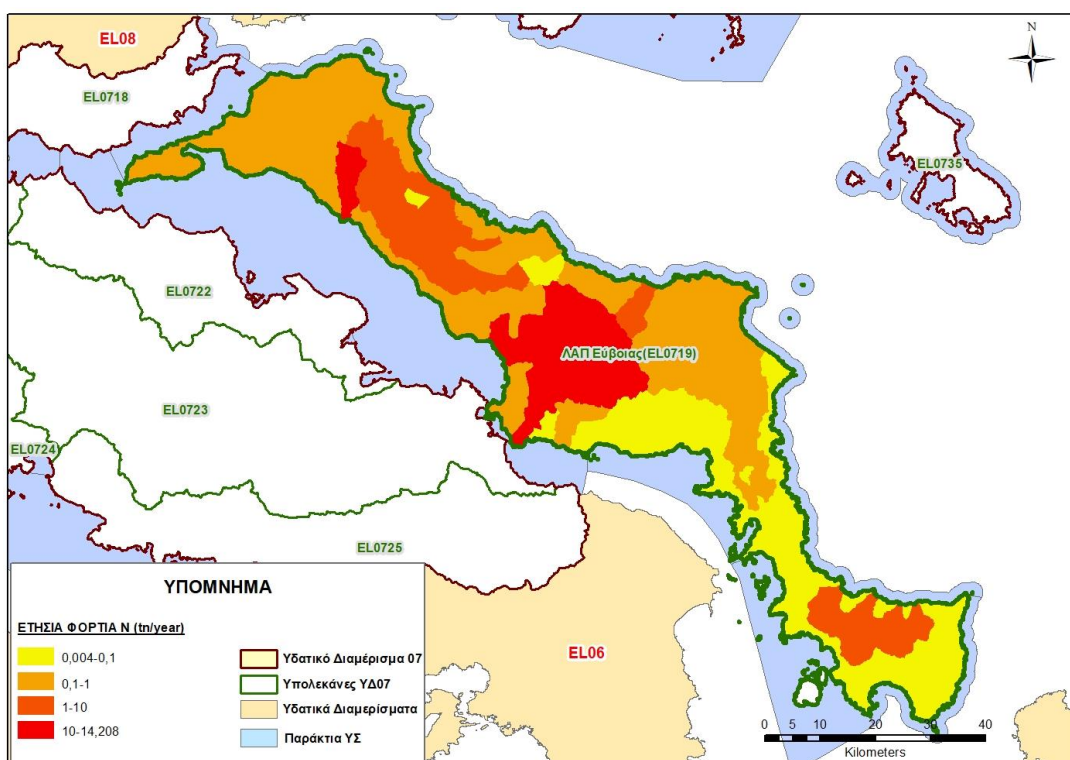 EL08
N
EL0718
EL0735
EL0722
ΛΑΠ Εύβοιας(EL0719)
EL0723
EL0724
EL0725
EL06
ΥΠΟΜΝΗΜΑ
ΕΤΗΣΙΑ ΦΟΡΤΙΑ Ν (tn/year)
0,004-0,1
0,1-1
1-10
10-14,208
Υδατικό Διαμέρισμα 07
Υπολεκάνες ΥΔ07
Υδατικά Διαμερίσματα
Παράκτια ΥΣ
0 5 10 20 30 40
Kilometers